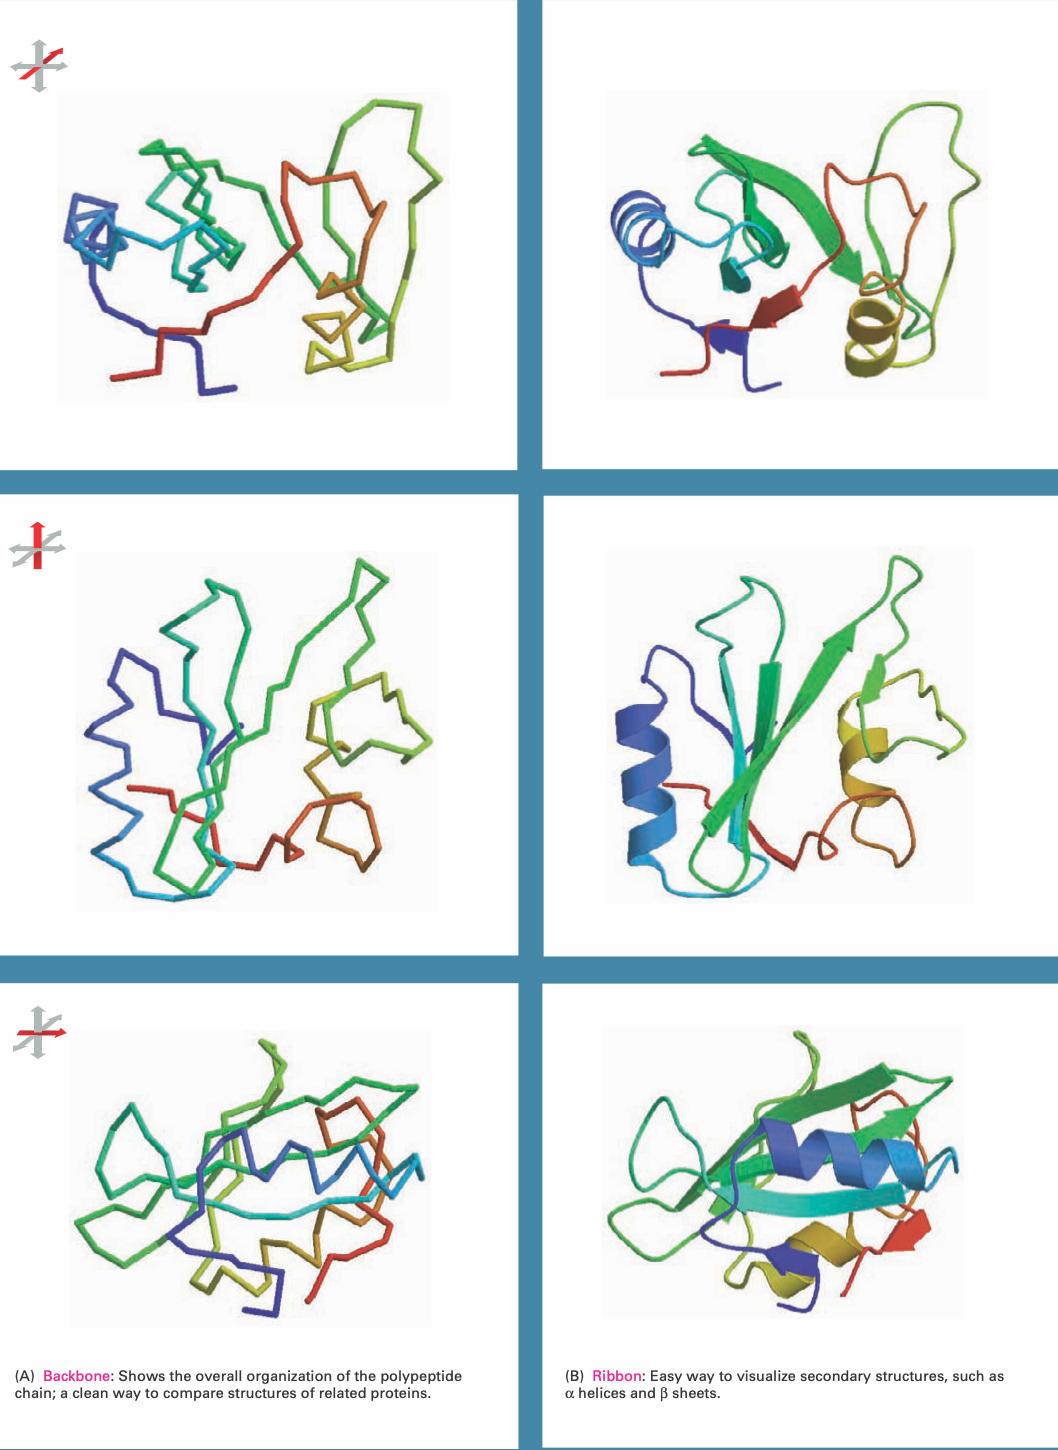 (A) Backbone: Shows the overall organization of the polypeptide
chain; a clean way to compare structures of related proteins.
(B) Ribbon: Easy way to visualize secondary structures, such as
α helices and β sheets.